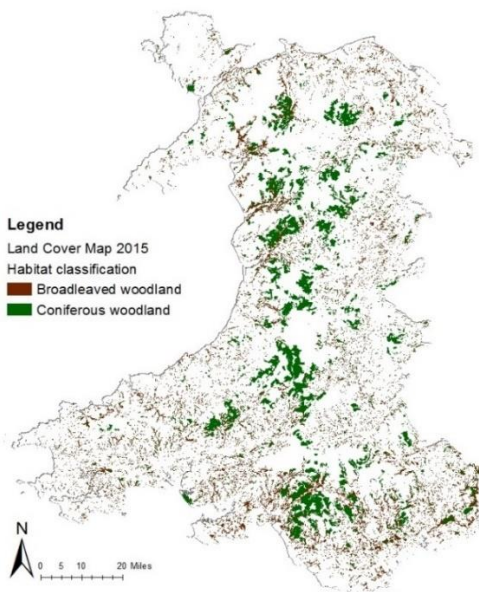 Legend
Land Cover Map 2015
Habitat classification
Broadleaved woodland
Coniferous woodland
N
0 5 10 20 Miles